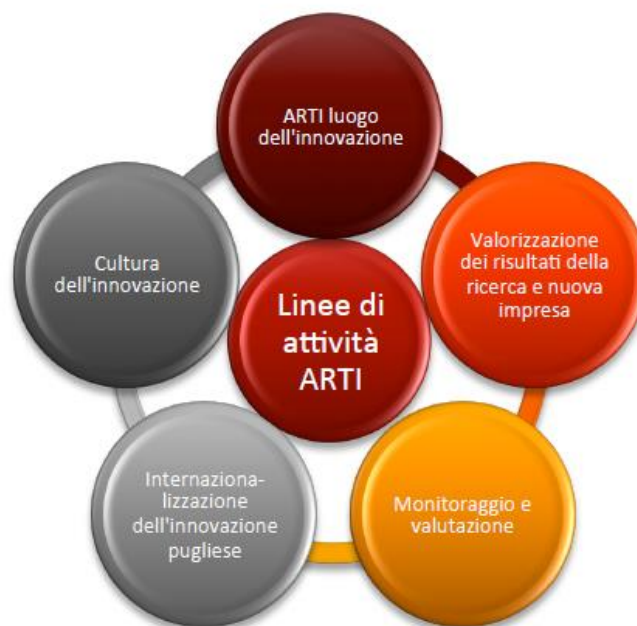 ARTI luogo
dell'innovazione
Valorizzazione
dei risultati della
ricerca e nuova
impresa
Monitoraggio e
valutazione
Internaziona-
lizzazione
dell'innovazione
pugliese
Cultura
dell'innovazione
Linee di
attività
ARTI